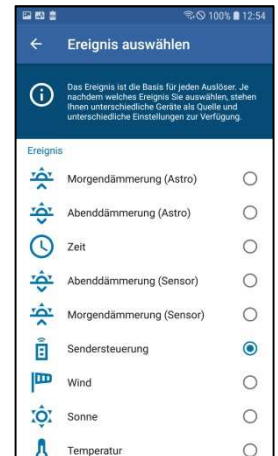 100% 12:54
Ereignis auswählen
Das Ereignis ist die Basis für jeden Auslöser. Je
nachdem welches Ereignis Sie auswählen, stehen
Ihnen unterschiedliche Geräte als Quelle und
unterschiedliche Einstellungen zur Verfügung.
Ereignis
Morgendämmerung (Astro)
Abenddämmerung (Astro)
Zeit
Abenddämmerung (Sensor)
Morgendämmerung (Sensor)
Sendersteuerung
Wind
Sonne
Temperatur